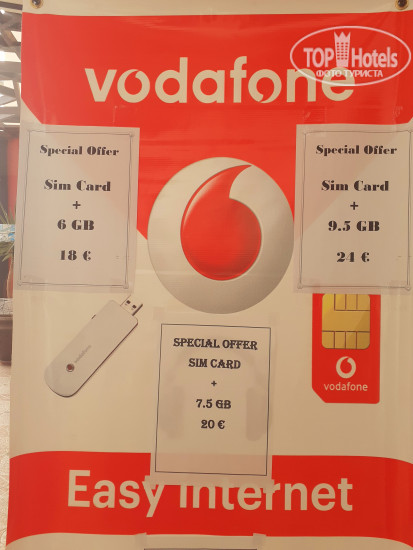 TOP Hotels
ФОТО ТУРИСТА
vodafone
Special Offer
Sim Card
+
6 GB
18 €
Special Offer
Sim Card
+
9.5 GB
24 €
SPECIAL OFFER
SIM CARD
+
7.5 GB
20 €
vodafone
Easy Internet